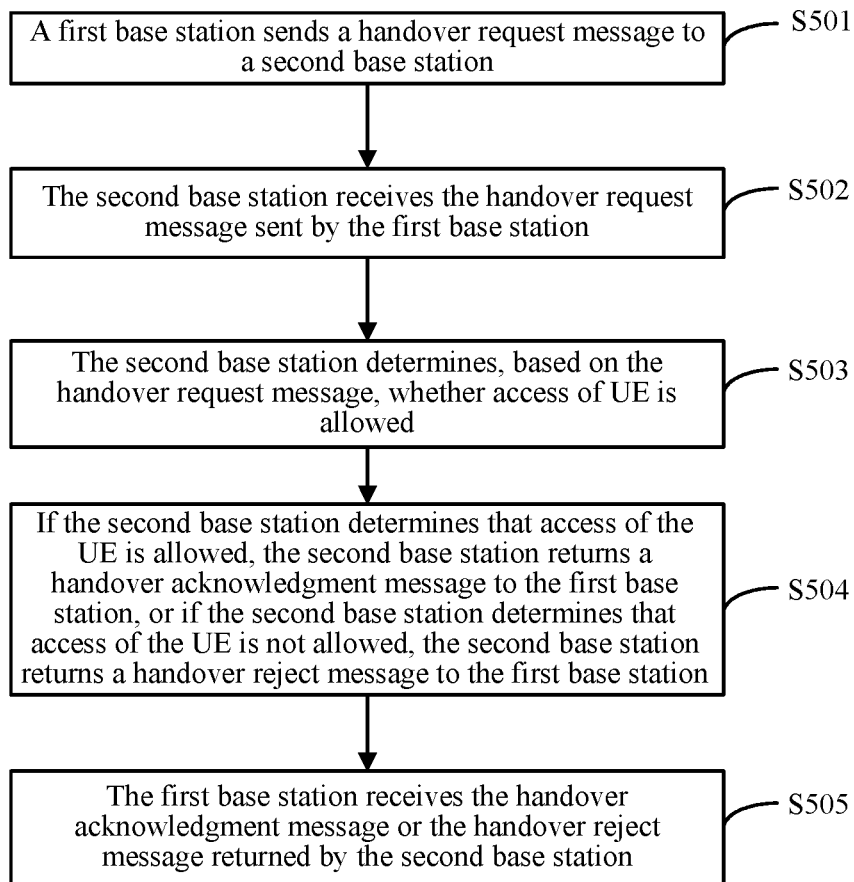 A first base station sends a handover request message to
a second base station
S501
The second base station receives the handover request
message sent by the first base station
S502
The second base station determines, based on the
handover request message, whether access of UE is
allowed
S503
If the second base station determines that access of the
UE is allowed, the second base station returns a
handover acknowledgment message to the first base
station, or if the second base station determines that
access of the UE is not allowed, the second base station
returns a handover reject message to the first base station
S504
The first base station receives the handover
acknowledgment message or the handover reject
message returned by the second base station
S505